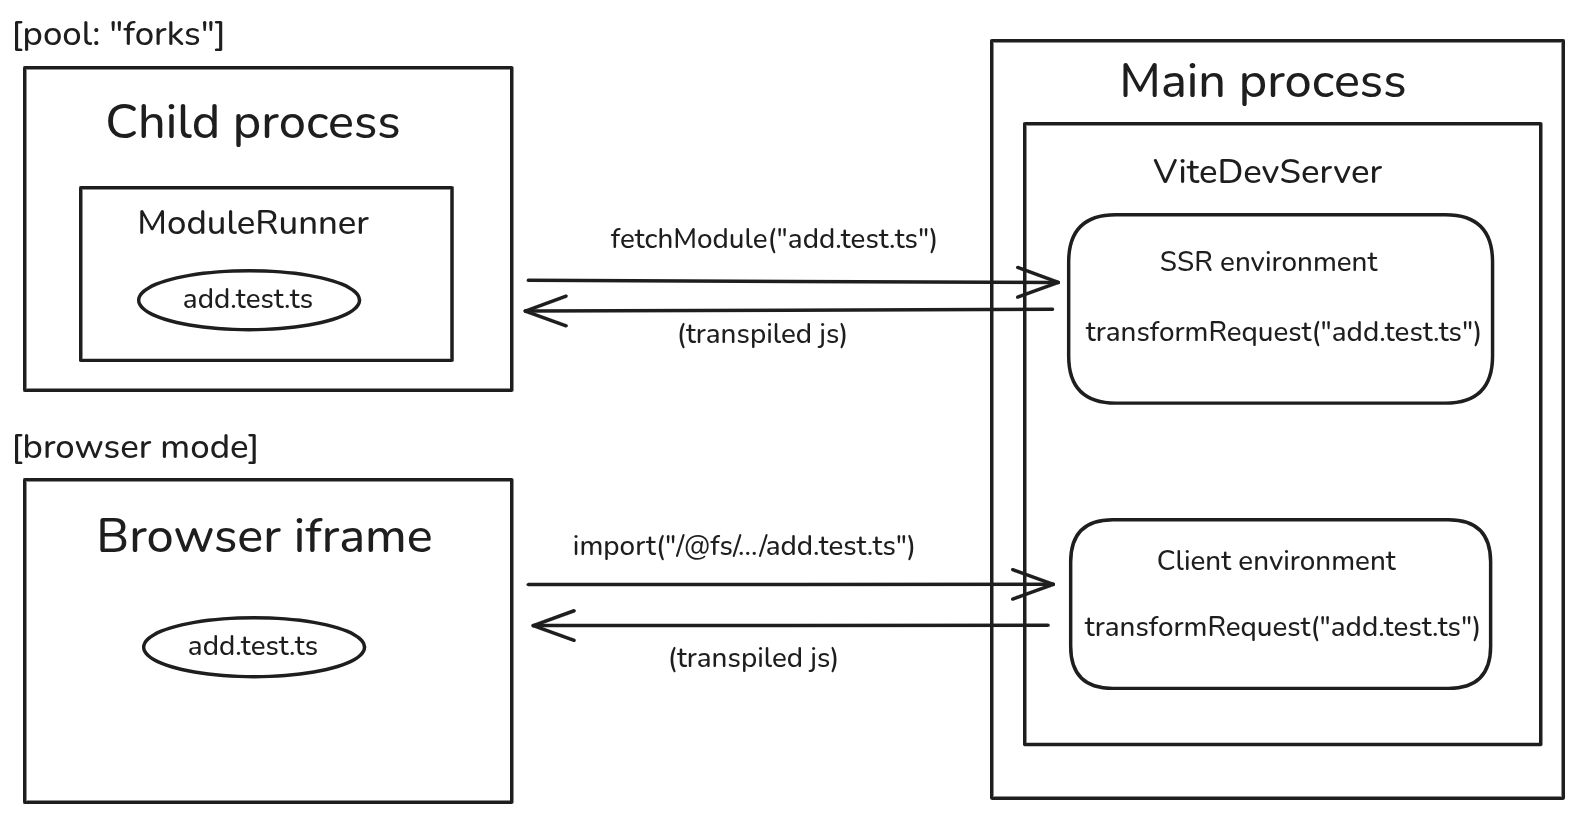 [pool: "forks"]
Child process
ModuleRunner
add.test.ts
fetchModule("add.test.ts")
(transpiled js)
Main process
ViteDevServer
SSR environment
transformRequest("add.test.ts")
[browser mode]
Browser iframe
add.test.ts
import("/@fs/.../add.test.ts")
(transpiled js)
Client environment
transformRequest("add.test.ts")